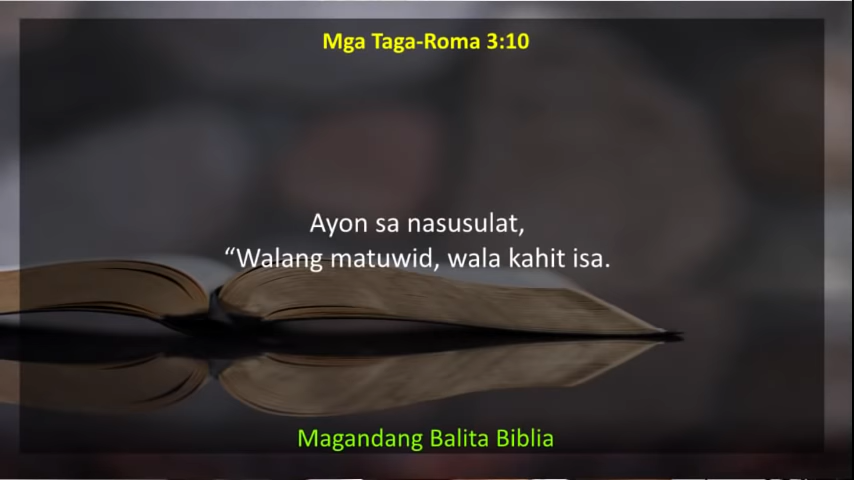 Mga Taga-Roma 3:10
Ayon sa nasusulat,
“Walang matuwid, wala kahit isa.
Magandang Balita Biblia